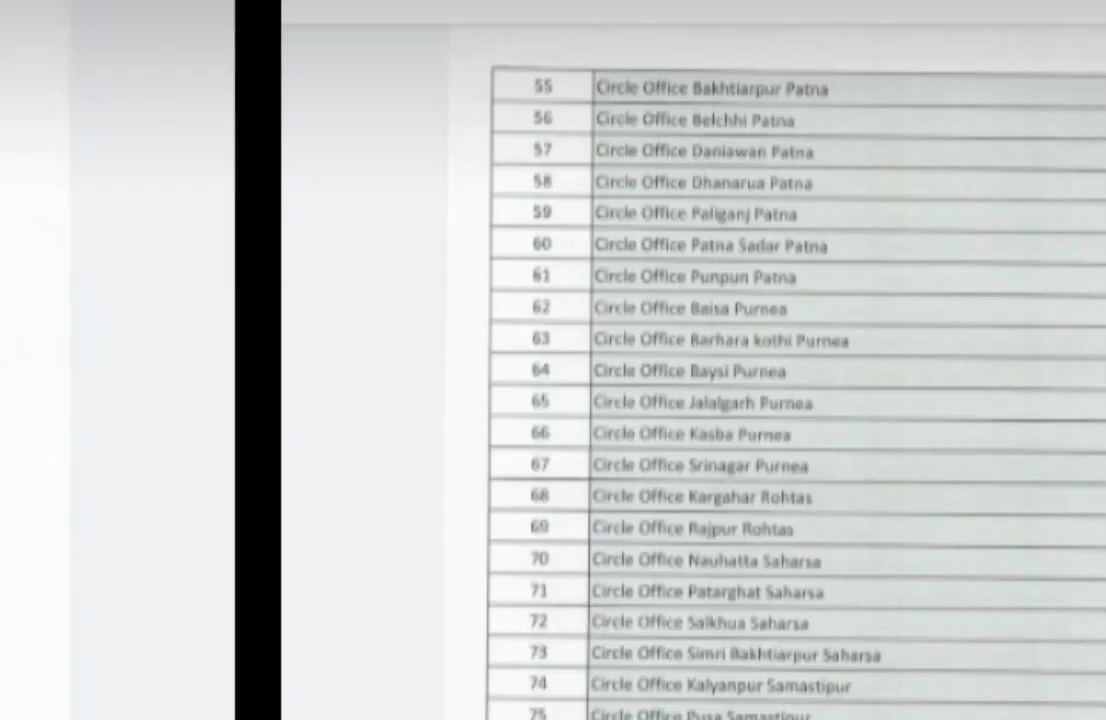 55 Circle Office Bakhtiarpur Patna
56 Circle Office Belchhi Patna
57 Circle Office Daniawan Patna
58 Circle Office Dhanarua Patna
59 Circle Office Paliganj Patna
60 Circle Office Patna Sadar Patna
61 Circle Office Punpun Patna
62 Circle Office Baisa Purnea
63 Circle Office Barhara kothi Purnea
64 Circle Office Baysi Purnea
65 Circle Office Jalalgarh Purnea
66 Circle Office Kasba Purnea
67 Circle Office Srinagar Purnea
68 Circle Office Kargahar Rohtas
69 Circle Office Rajpur Rohtas
70 Circle Office Nauhatta Saharsa
71 Circle Office Patarghat Saharsa
72 Circle Office Salkhua Saharsa
73 Circle Office Simri Bakhtiarpur Saharsa
74 Circle Office Kalyanpur Samastipur
75 Circle Office Pusa Samastipur